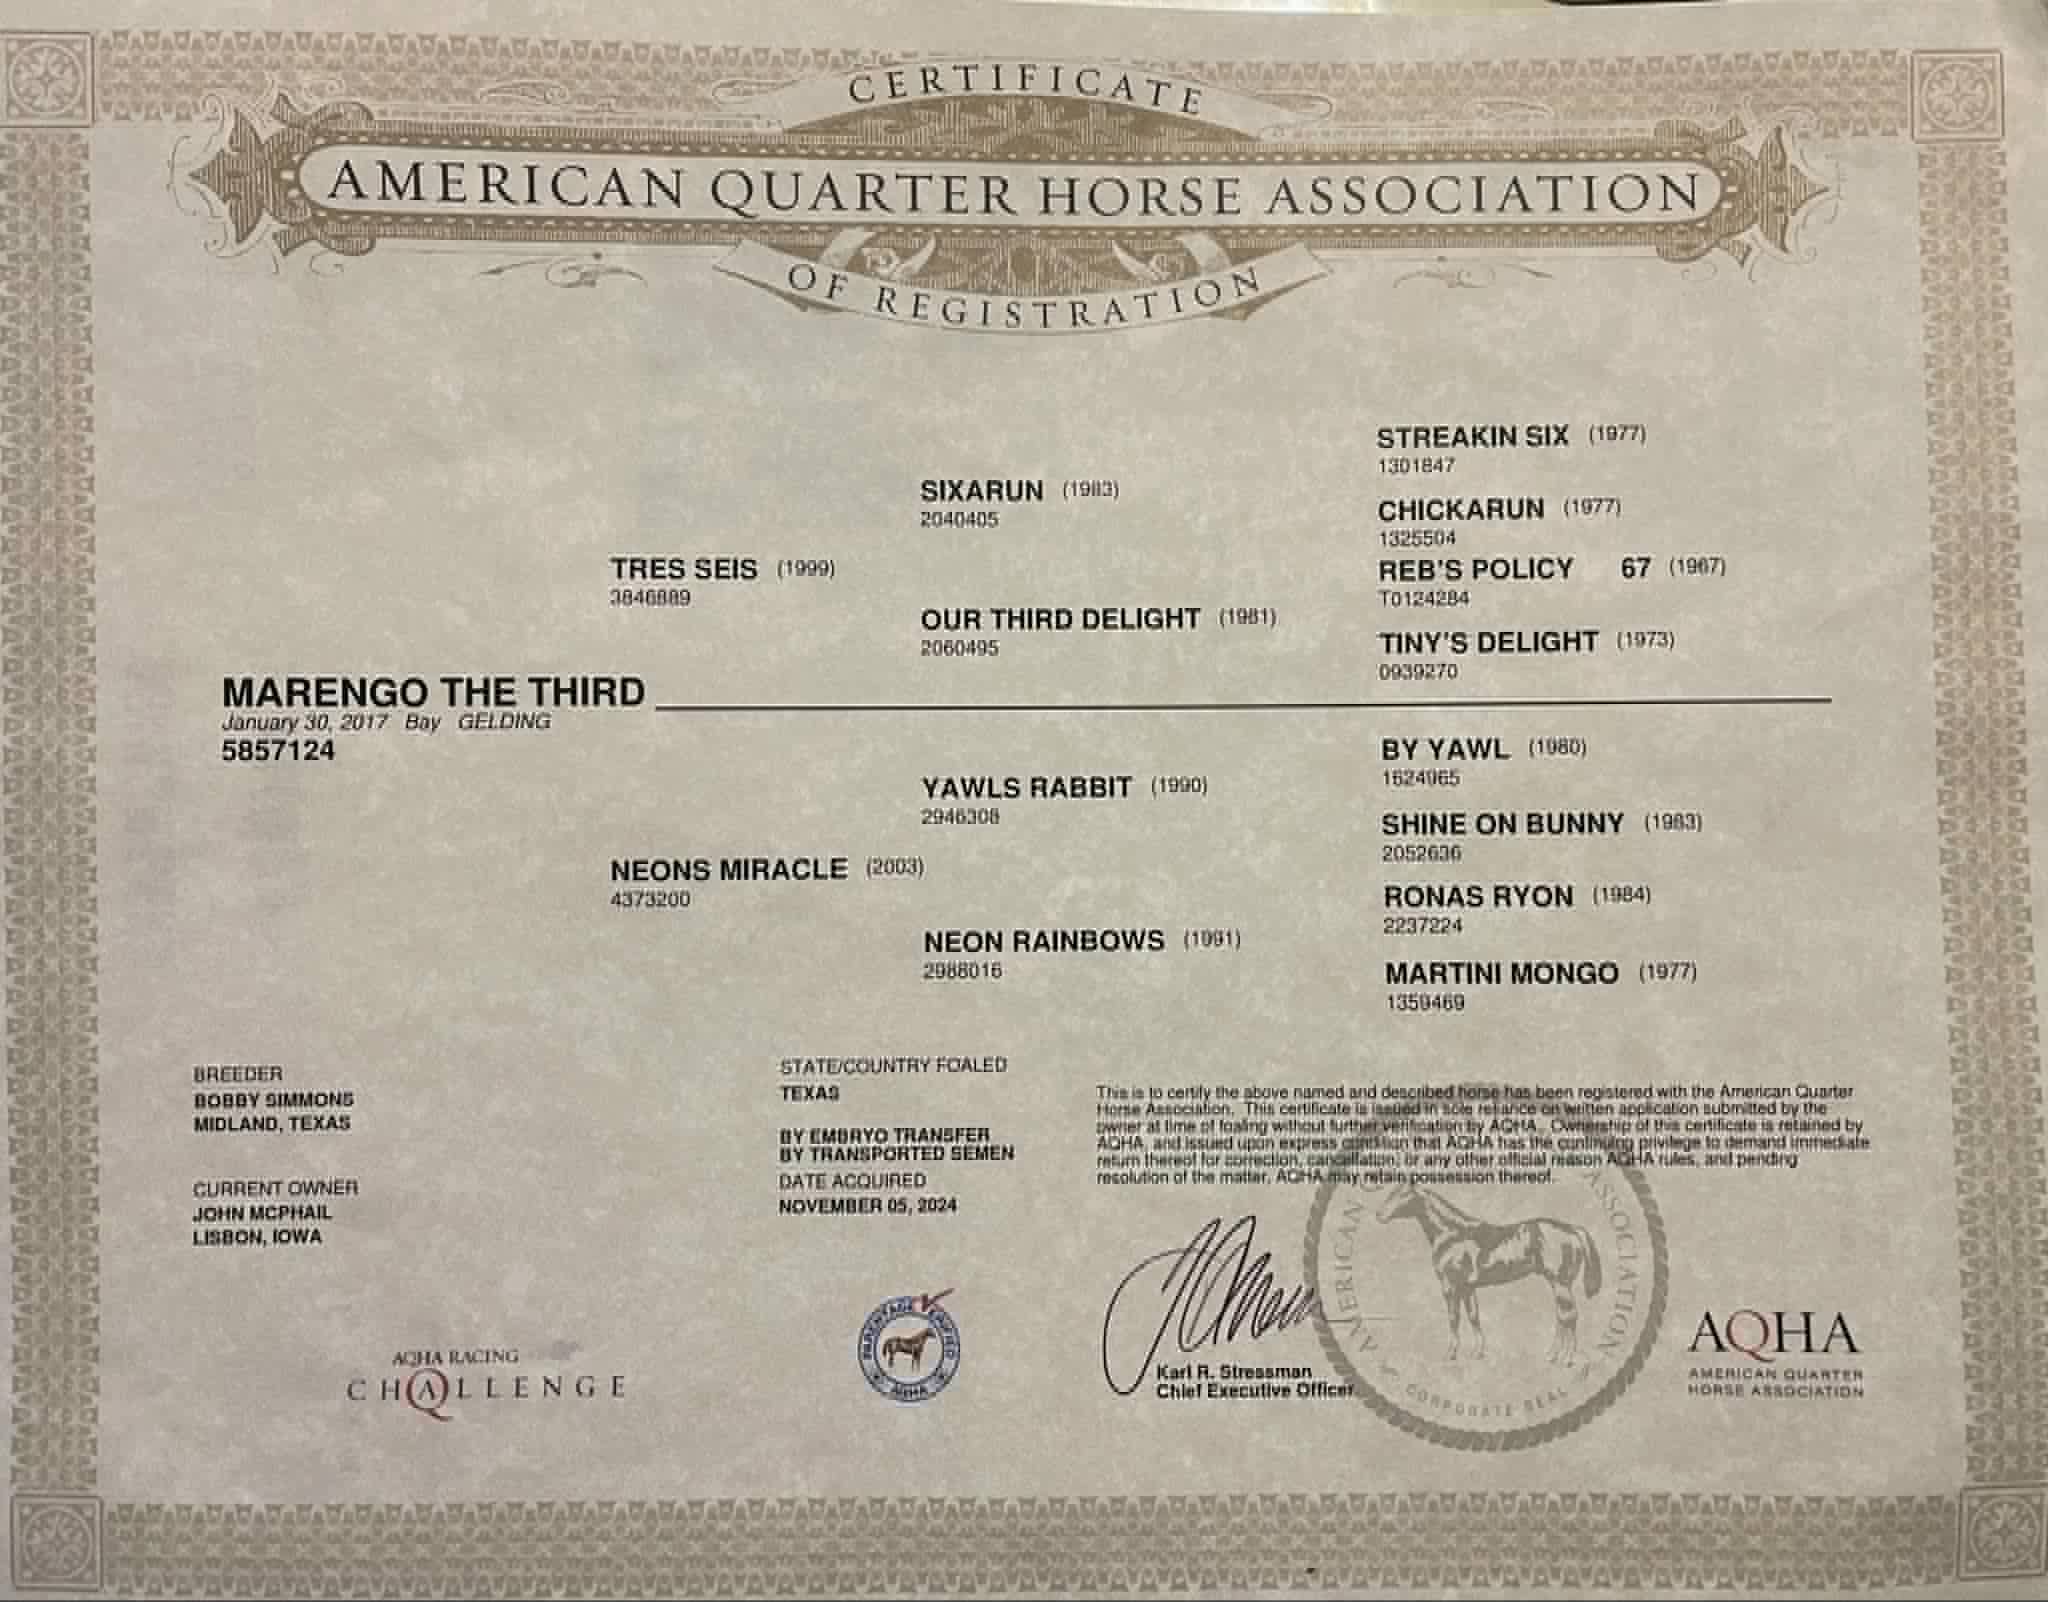 CERTIFICATE
AMERICAN QUARTER HORSE ASSOCIATION
OF REGISTRATION
STREAKIN SIX (1977)
1301847
SIXARUN (1983)
2040405
CHICKARUN (1977)
1325504
TRES SEIS (1999)
3846889
REB'S POLICY 67 (1967)
T0124284
OUR THIRD DELIGHT (1981)
2060495
TINY'S DELIGHT (1973)
0939270
MARENGO THE THIRD
January 30, 2017 Bay GELDING
5857124
BY YAWL (1980)
1624965
YAWLS RABBIT (1990)
2946308
SHINE ON BUNNY (1983)
2052636
NEONS MIRACLE (2003)
4373200
RONAS RYON (1984)
2237224
NEON RAINBOWS (1991)
2988016
MARTINI MONGO (1977)
1359469
BREEDER
BOBBY SIMMONS
MIDLAND, TEXAS
CURRENT OWNER
JOHN MCPHAIL
LISBON, IOWA
STATE/COUNTRY FOALED
TEXAS
BY EMBRYO TRANSFER
BY TRANSPORTED SEMEN
DATE ACQUIRED
NOVEMBER 05, 2024
This is to certify the above named and described horse has been registered with the American Quarter
Horse Association. This certificate is issued in sole reliance on written application submitted by the
owner at time of foaling without further verification by AQHA. Ownership of this certificate is retained by
AQHA, and issued upon express condition that AQHA has the continuing privilege to demand immediate
return thereof for correction, cancellation, or any other official reason AQHA rules, and pending
resolution of the matter, AQHA may retain possession thereof.
Karl R. Stressman
Chief Executive Officer
AMERICAN ASSOCIATION
CORPORATE SEAL
AQHA RACING
CHALLENGE
PARENTAGE VERIFIED
AQHA
AQHA
AMERICAN QUARTER
HORSE ASSOCIATION